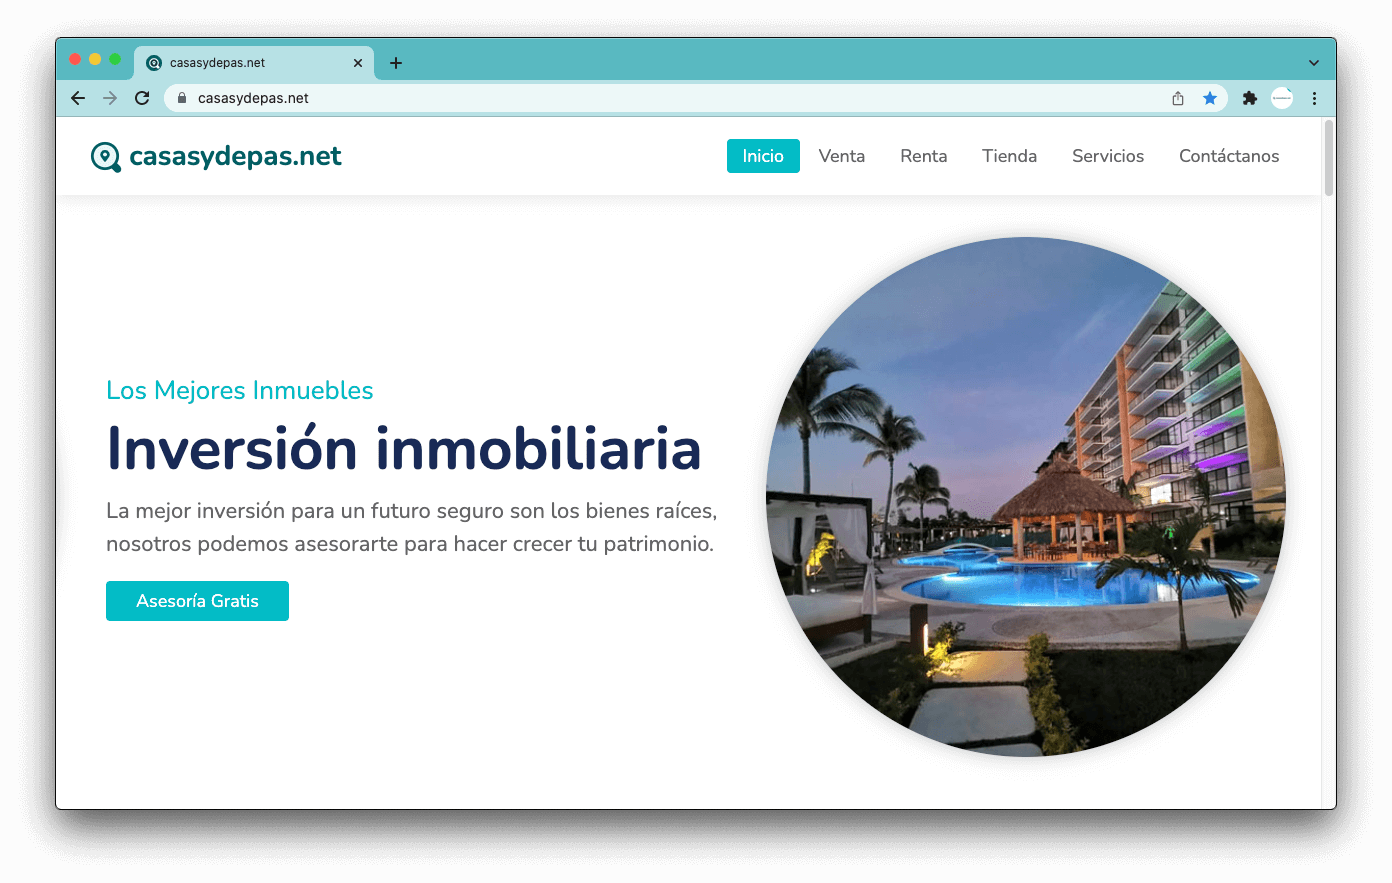 casasydepas.net
casasydepas.net
casasydepas.net
Inicio Venta Renta Tienda Servicios Contáctanos
Los Mejores Inmuebles
Inversión inmobiliaria
La mejor inversión para un futuro seguro son los bienes raíces,
nosotros podemos asesorarte para hacer crecer tu patrimonio.
Asesoría Gratis